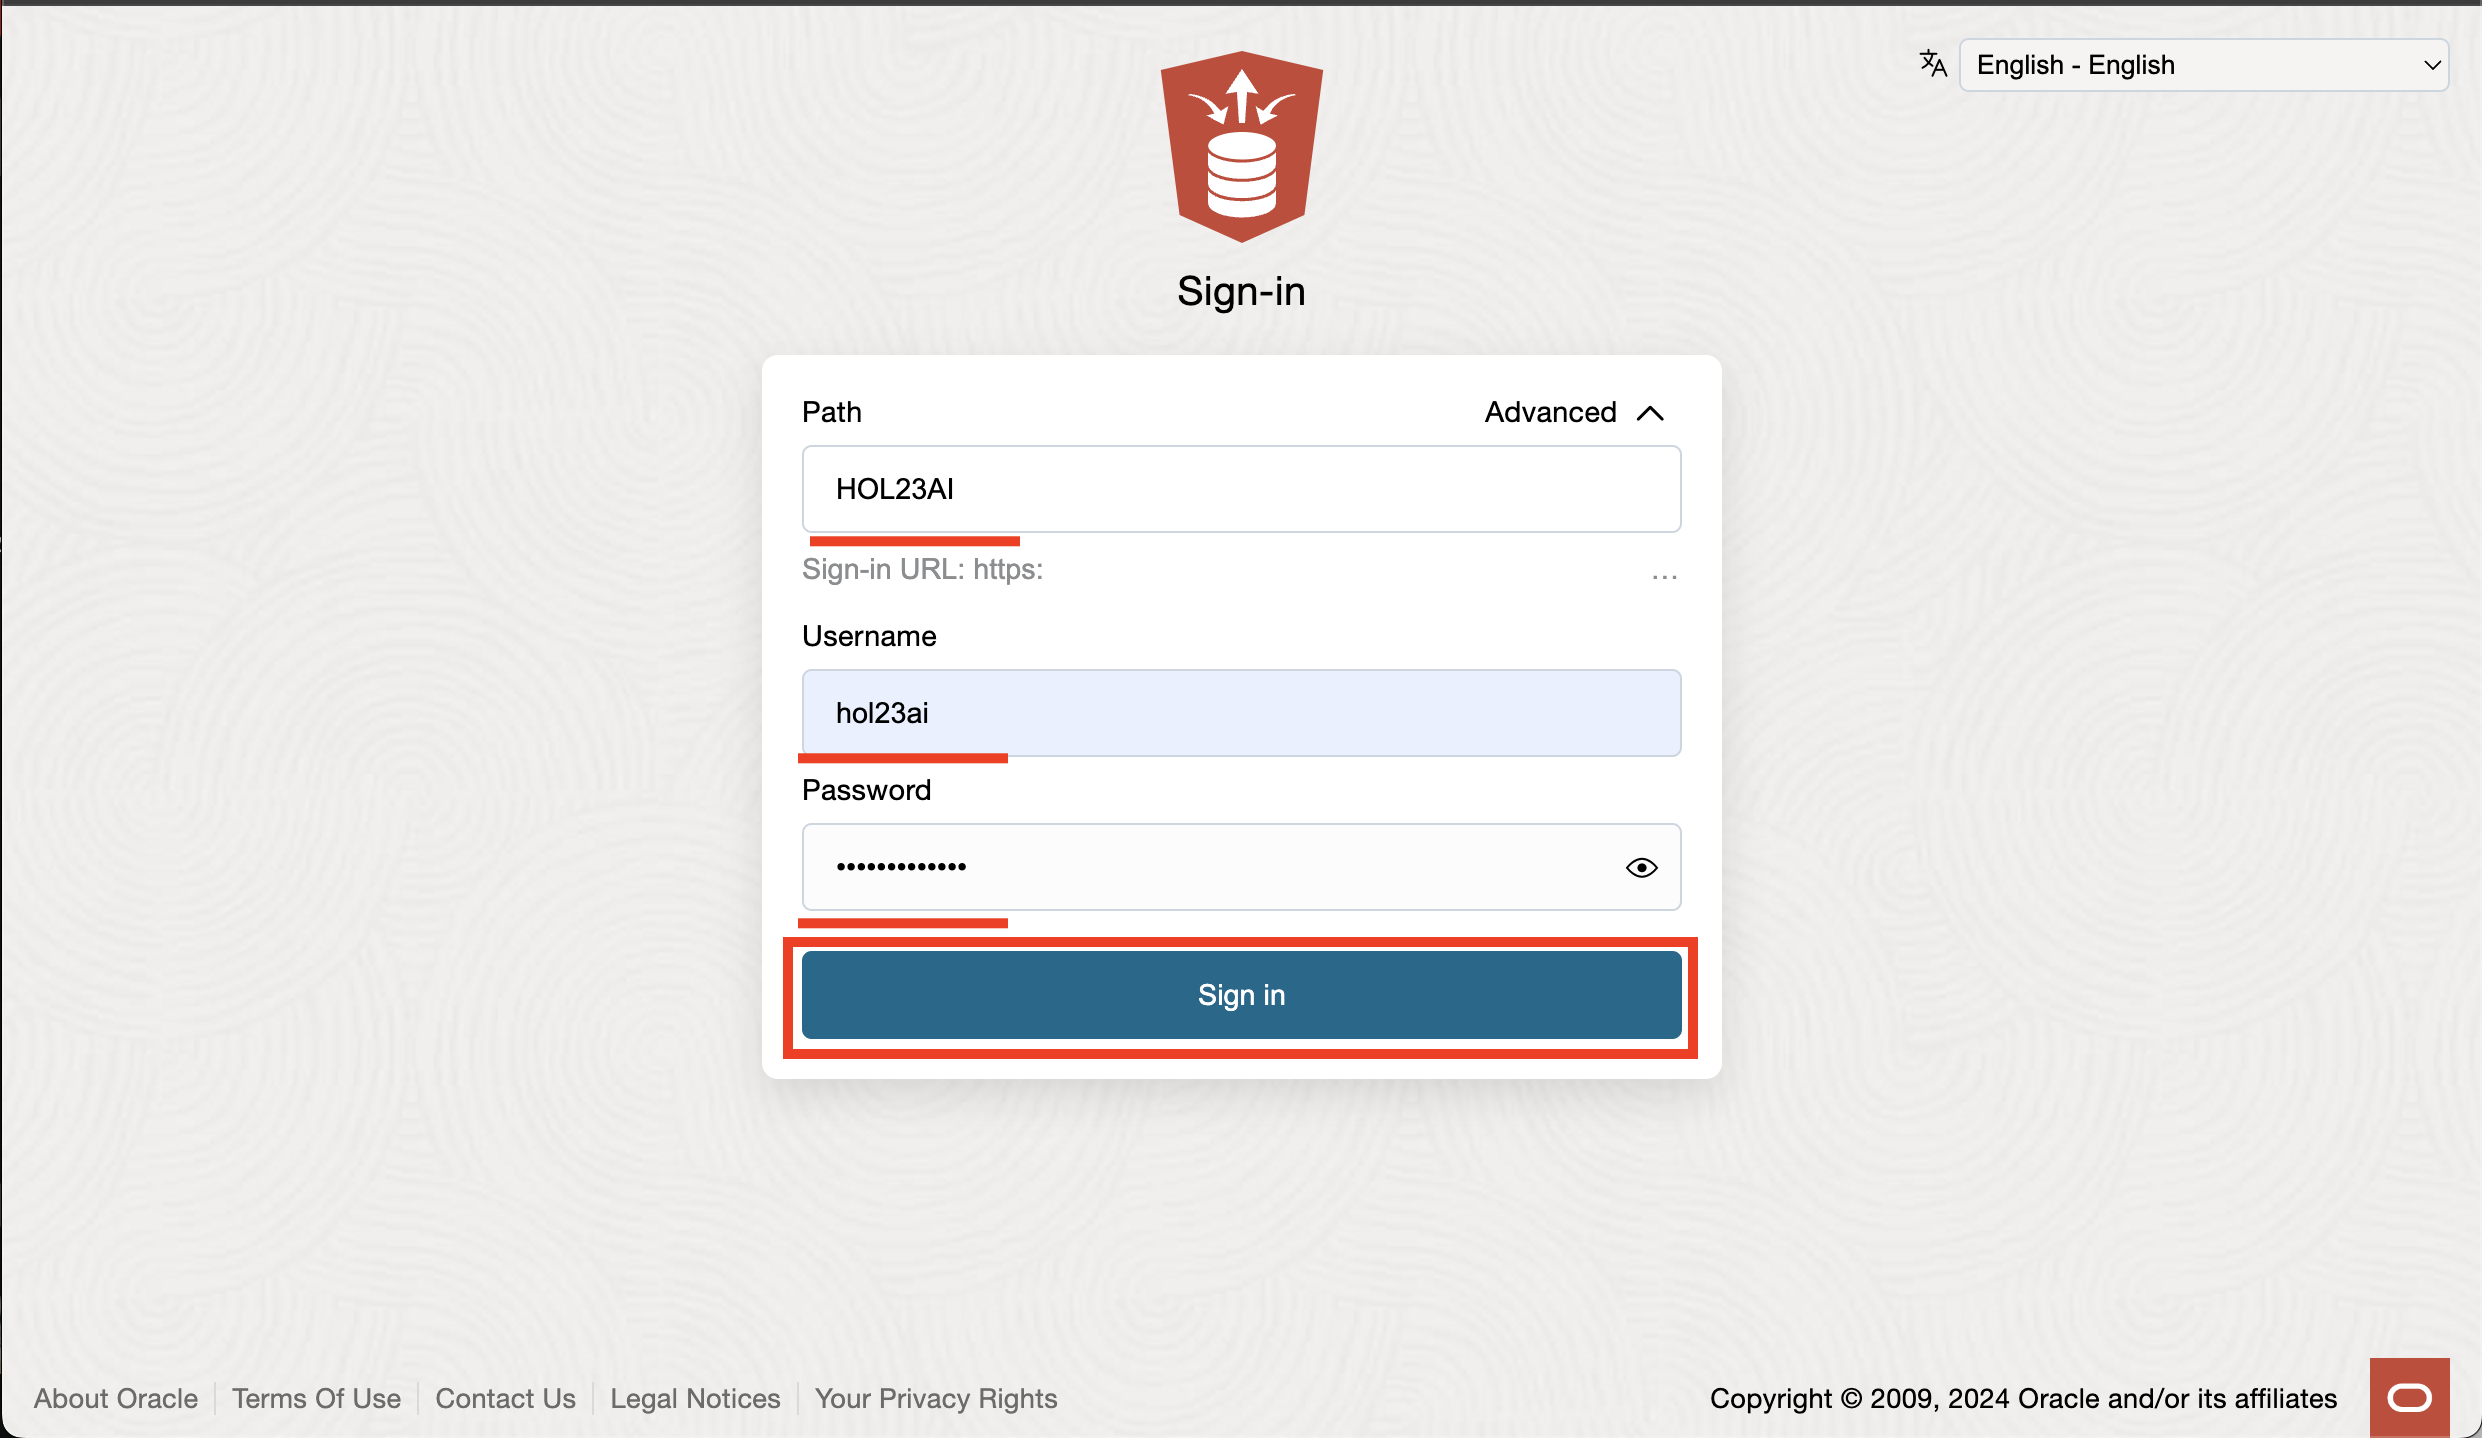 English - English
Sign-in
Path
Advanced
HOL23AI
Sign-in URL: https:
...
Username
hol23ai
Password
•••••••••••••
Sign in
About Oracle
Terms Of Use
Contact Us
Legal Notices
Your Privacy Rights
Copyright © 2009, 2024 Oracle and/or its affiliates